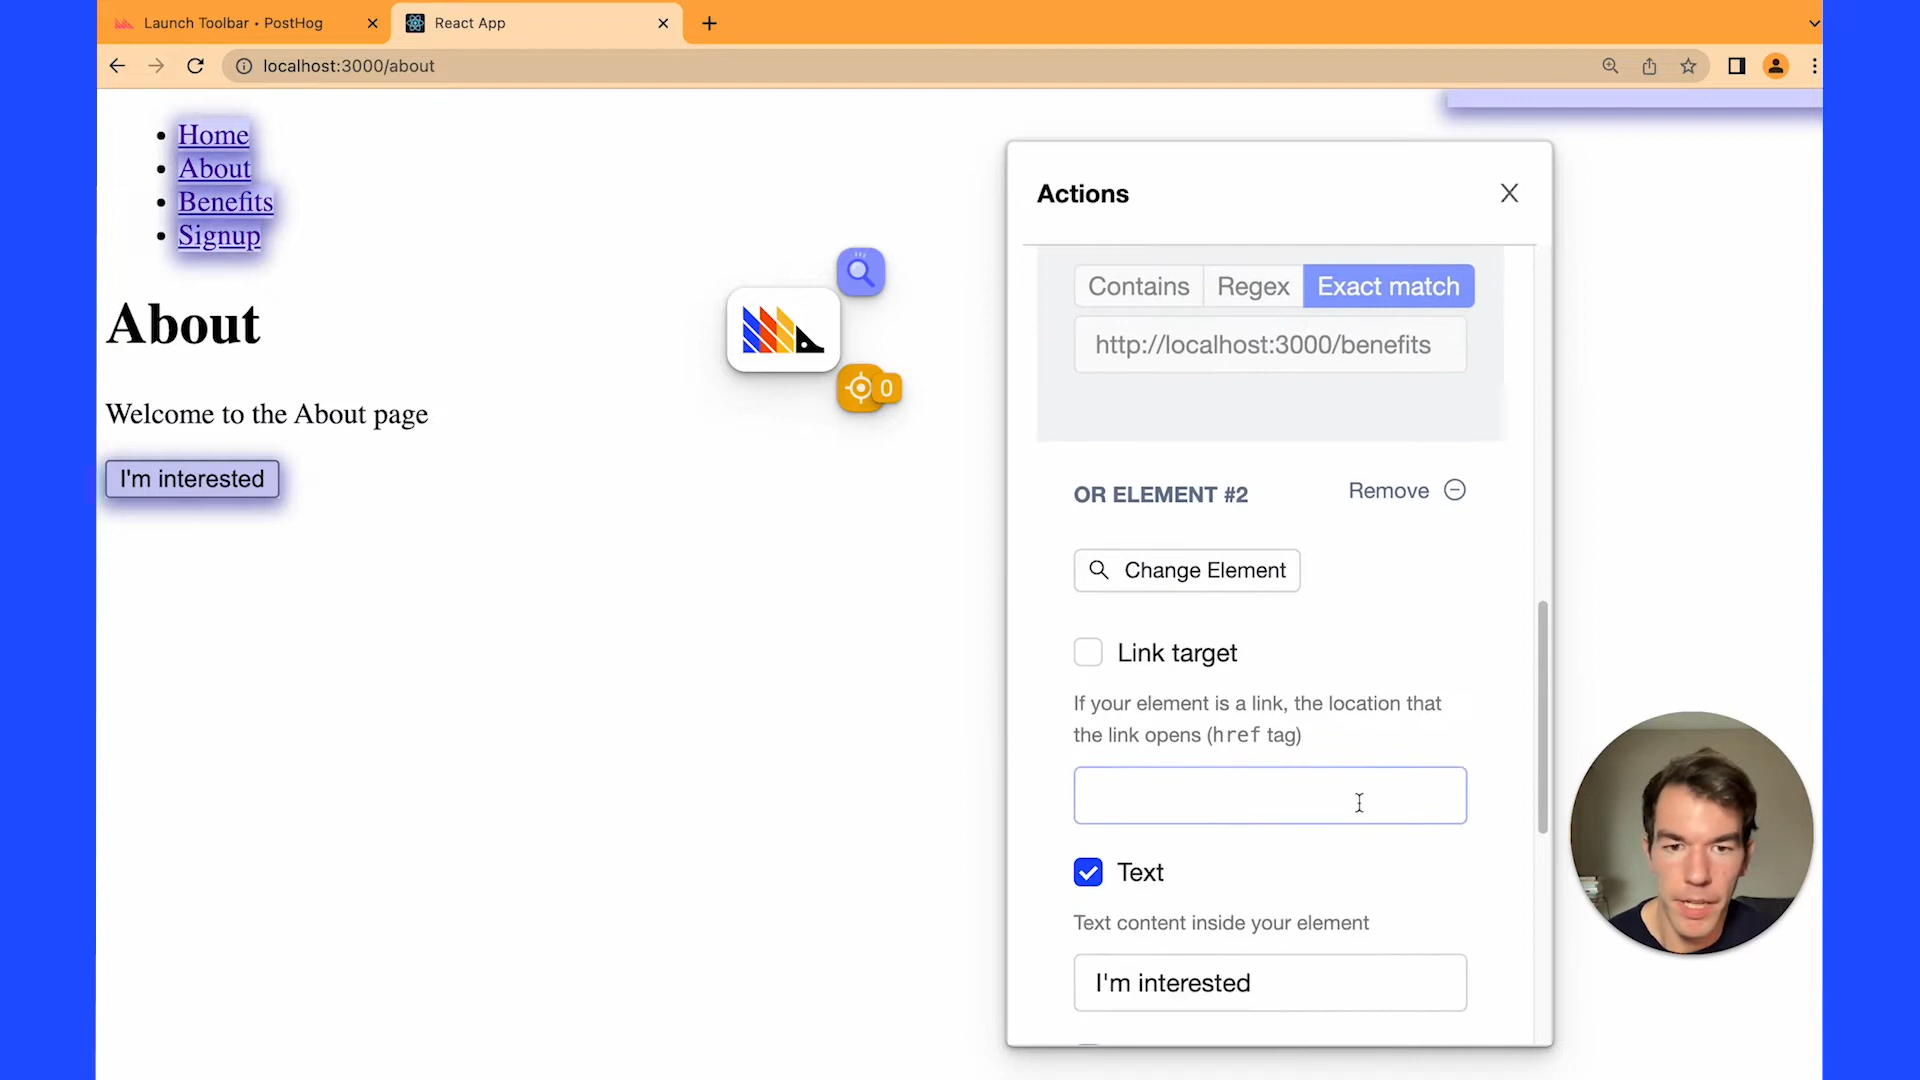 Launch Toolbar • PostHog
React App
localhost:3000/about
Home
About
Benefits
Signup
About
Welcome to the About page
I'm interested
0
Actions
Contains Regex Exact match
http://localhost:3000/benefits
OR ELEMENT #2
Remove
Change Element
Link target
If your element is a link, the location that
the link opens (href tag)
Text
Text content inside your element
I'm interested